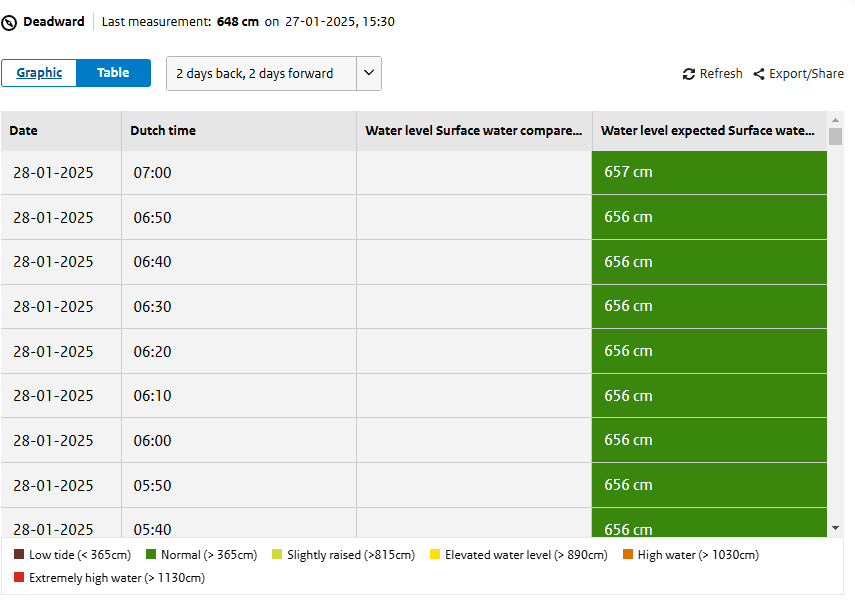 Deadward Last measurement: 648 cm on 27-01-2025, 15:30
Graphic Table 2 days back, 2 days forward Refresh Export/Share
Date Dutch time Water level Surface water compare... Water level expected Surface wate...
28-01-2025 07:00 657 cm
28-01-2025 06:50 656 cm
28-01-2025 06:40 656 cm
28-01-2025 06:30 656 cm
28-01-2025 06:20 656 cm
28-01-2025 06:10 656 cm
28-01-2025 06:00 656 cm
28-01-2025 05:50 656 cm
28-01-2025 05:40 656 cm
Low tide (< 365cm) Normal (> 365cm) Slightly raised (>815cm) Elevated water level (> 890cm) High water (> 1030cm)
Extremely high water (> 1130cm)